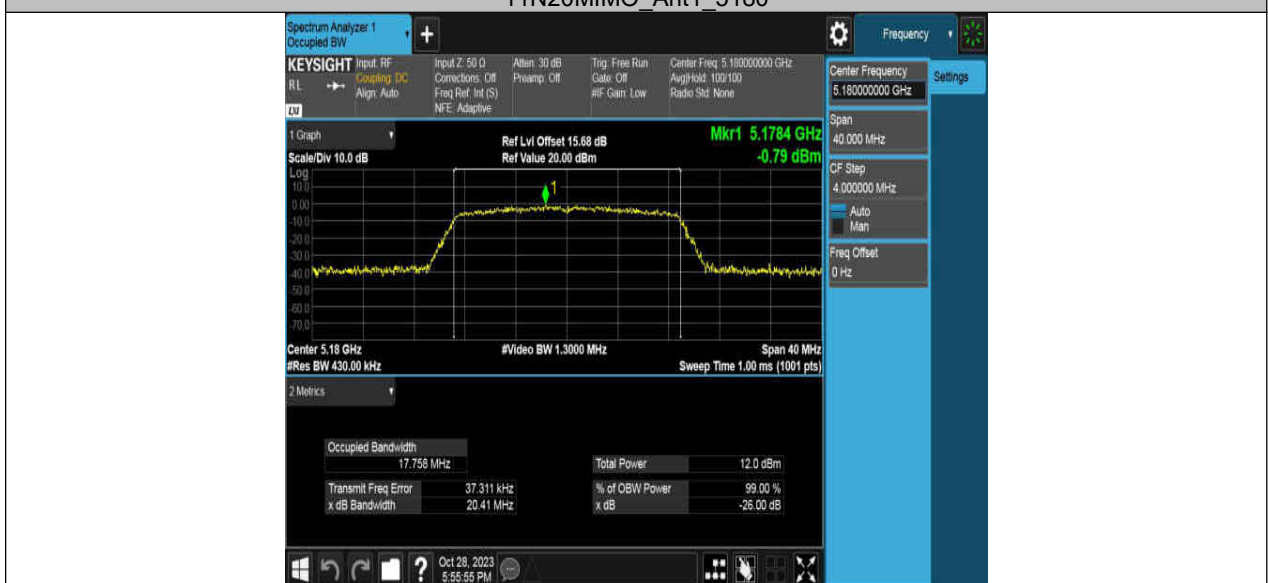 11N20MIMO_Ant1_5180
Spectrum Analyzer 1
Occupied BW
+
Frequency
KEYSIGHT
Input: RF
Coupling: DC
Align: Auto
RL
LXI
Input Z: 50 Ω
Corrections: Off
Freq Ref: Int (S)
NFE: Adaptive
Atten: 30 dB
Preamp: Off
Trig: Free Run
Gate: Off
#IF Gain: Low
Center Freq: 5.180000000 GHz
Avg|Hold: 100/100
Radio Std: None
Center Frequency
5.180000000 GHz
Settings
Span
40.000 MHz
CF Step
4.000000 MHz
Auto
Man
Freq Offset
0 Hz
1 Graph
Scale/Div 10.0 dB
Ref Lvl Offset 15.68 dB
Ref Value 20.00 dBm
Mkr1 5.1784 GHz
-0.79 dBm
Log
10.0
0.00
-10.0
-20.0
-30.0
-40.0
-50.0
-60.0
-70.0
1
Center 5.18 GHz
#Res BW 430.00 kHz
#Video BW 1.3000 MHz
Span 40 MHz
Sweep Time 1.00 ms (1001 pts)
2 Metrics
Occupied Bandwidth
17.758 MHz
Total Power 12.0 dBm
Transmit Freq Error 37.311 kHz
% of OBW Power 99.00 %
x dB Bandwidth 20.41 MHz
x dB -26.00 dB
?
Oct 28, 2023
5:55:55 PM